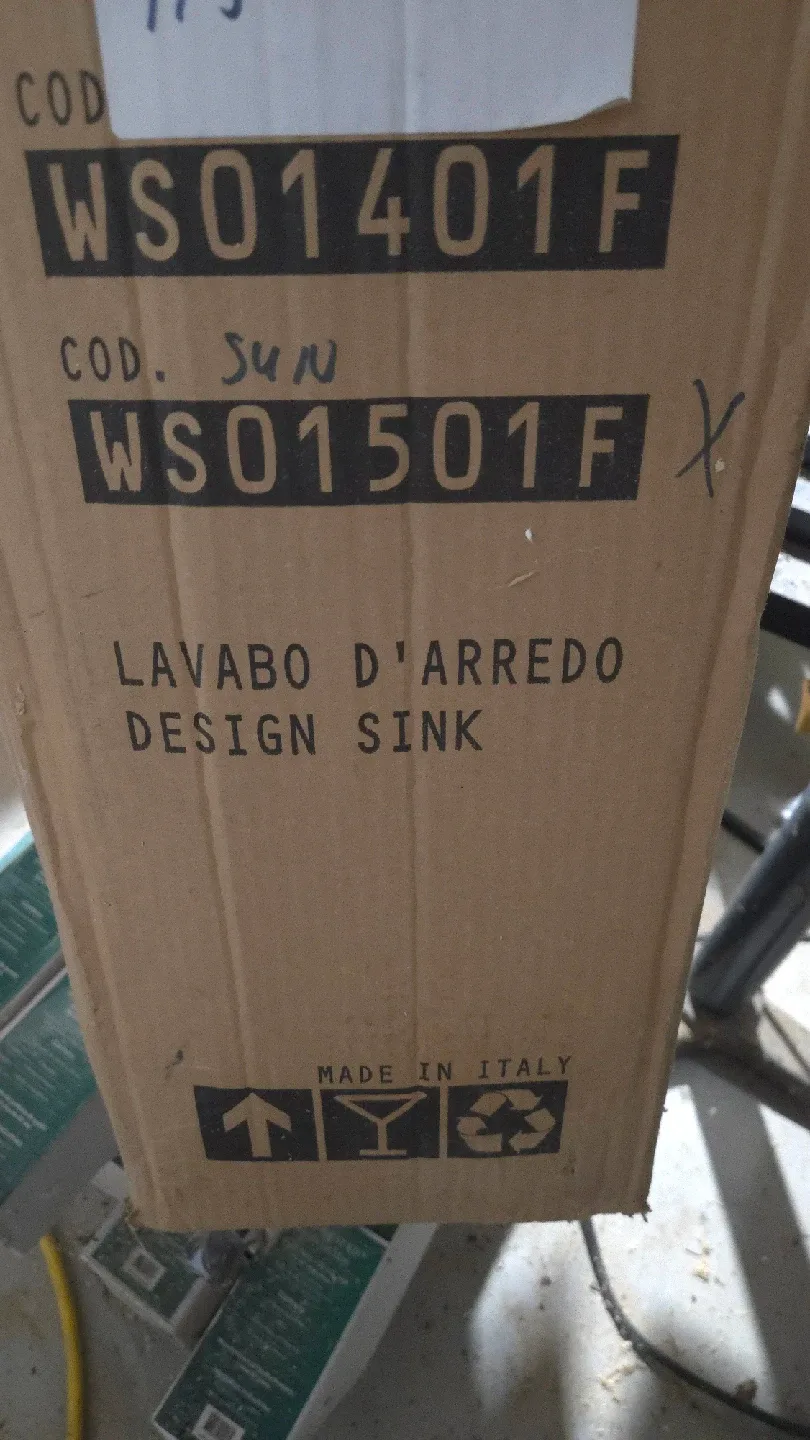 COD
WS01401F
COD. SUN
WS01501F X
LAVABO D'ARREDO
DESIGN SINK
MADE IN ITALY